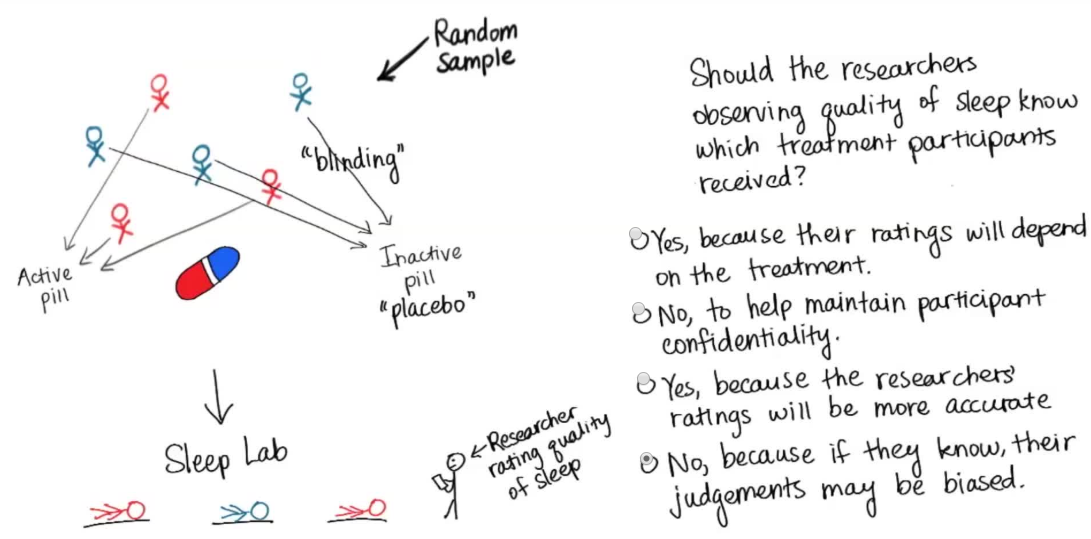 Random
sample
"blinding"
Active
pill
Inactive
pill
"placebo"
Sleep Lab
Researcher
rating quality
of sleep
Should the researchers
observing quality of sleep know
which treatment participants
received?
Yes, because their ratings will depend
on the treatment.
No, to help maintain participant
confidentiality.
Yes, because the researchers'
ratings will be more accurate
No, because if they know, their
judgements may be biased.